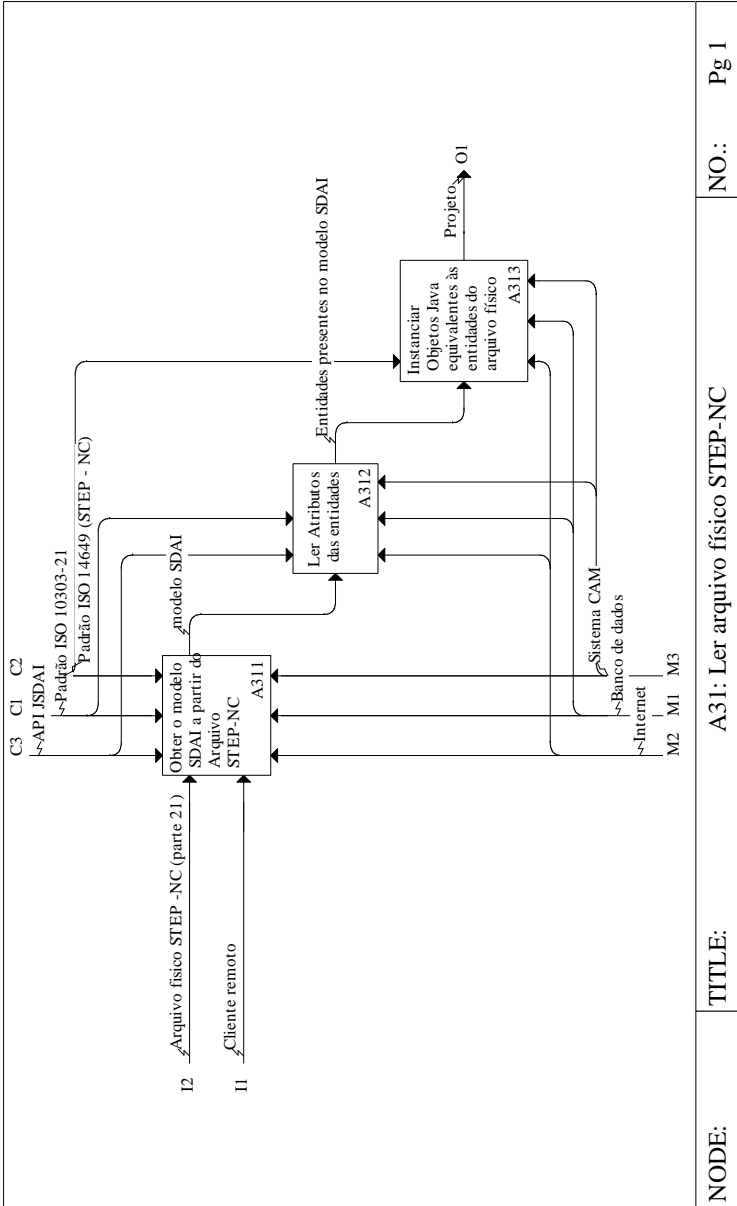 C3
C1
C2
API JSDAI
Padrão ISO 10303-21
Padrão ISO 14649 (STEP - NC)
I2
Arquivo fisico STEP -NC (parte 21)
I1
Cliente remoto
Obter o modelo
SDAI a partir do
Arquivo
STEP-NC
A311
modelo SDAI
Ler Atributos
das entidades
A312
Entidades presentes no modelo SDAI
Instanciar
Objetos Java
equivalentes às
entidades do
arquivo físico
A313
Projeto
O1
Sistema CAM
Banco de dados
Internet
M2
M1
M3
NODE:
TITLE:
A31: Ler arquivo físico STEP-NC
NO.:
Pg 1